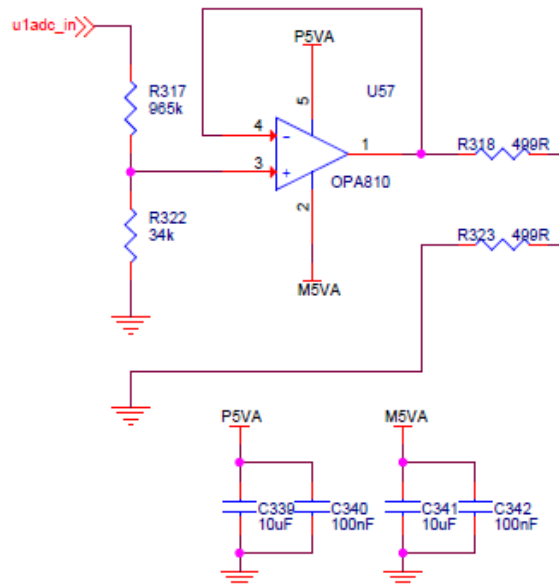 u1adc_in
P5VA
R317
965k
5
U57
4
1
3
OPA810
R318 499R
R322
34k
2
R323 499R
M5VA
P5VA
M5VA
C339
10uF
C340
100nF
C341
10uF
C342
100nF